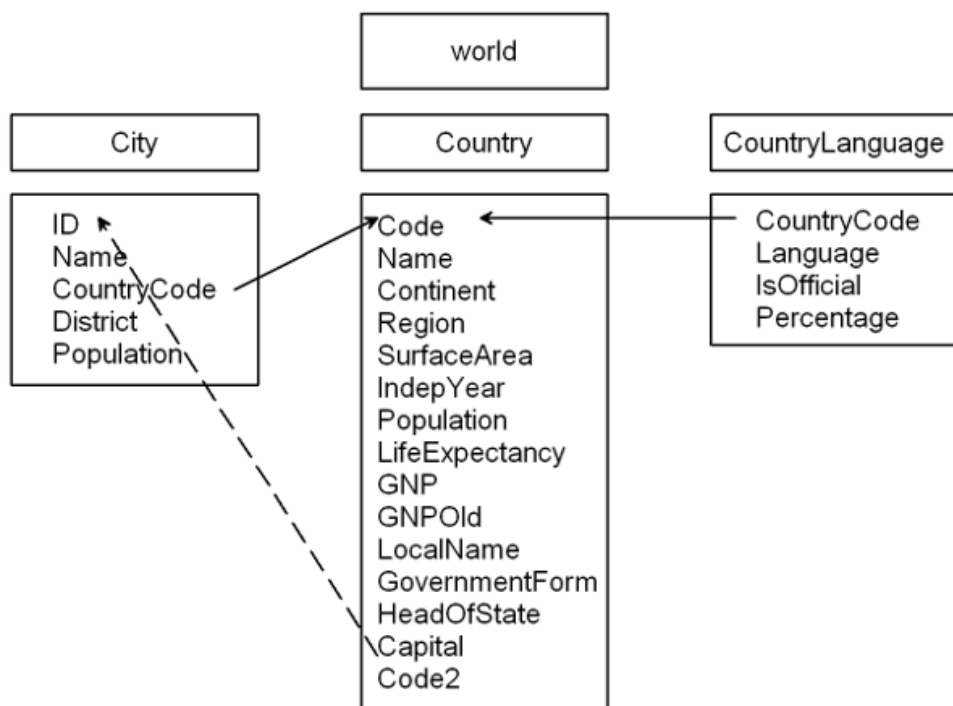 world
City
Country
CountryLanguage
ID
Name
CountryCode
District
Population
Code
Name
Continent
Region
SurfaceArea
IndepYear
Population
LifeExpectancy
GNP
GNPOld
LocalName
GovernmentForm
HeadOfState
Capital
Code2
CountryCode
Language
IsOfficial
Percentage